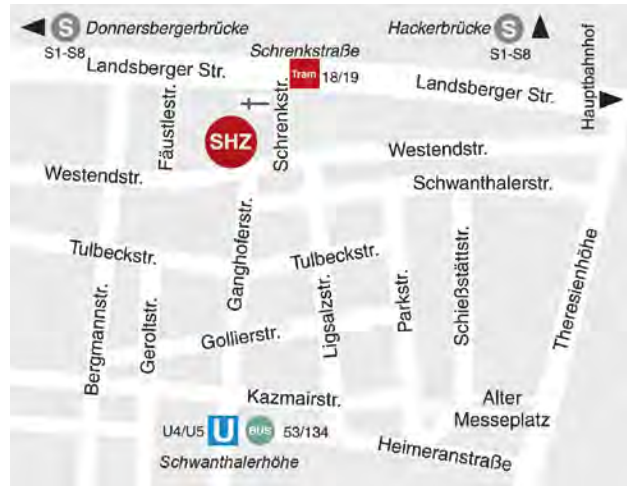 S Donnersbergerbrücke
S1-S8
Hackerbrücke S
S1-S8
Schrenkstraße
Tram 18/19
Landsberger Str.
Landsberger Str.
Hauptbahnhof
Fäustlestr.
SHZ
Schrenkstr.
Westendstr.
Westendstr.
Schwanthalerstr.
Ganghoferstr.
Tulbeckstr.
Tulbeckstr.
Bergmannstr.
Geroltstr.
Gollierstr.
Ligsalzstr.
Parkstr.
Schießstättstr.
Theresienhöhe
Kazmairstr.
Alter
Messeplatz
U4/U5 U BUS 53/134
Schwanthalerhöhe
Heimeranstraße